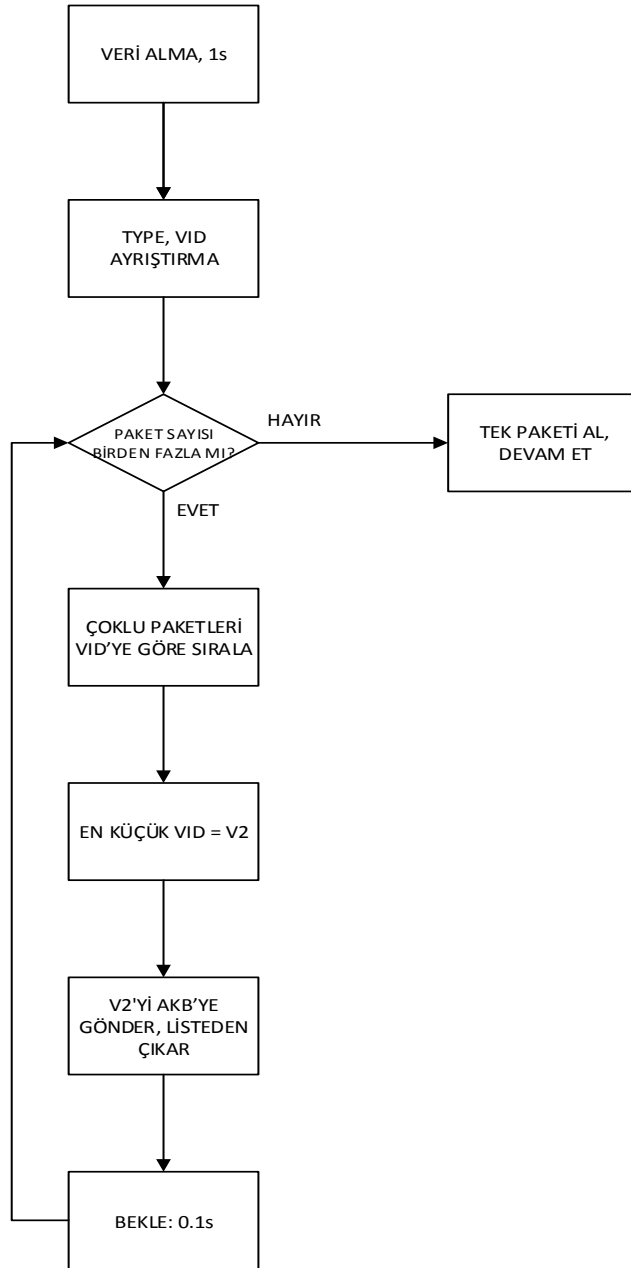 VERİ ALMA, 1s
TYPE, VID
AYRIŞTIRMA
PAKET SAYISI
BİRDEN FAZLA MI?
HAYIR
TEK PAKETİ AL,
DEVAM ET
EVET
ÇOKLU PAKETLERİ
VID’YE GÖRE SIRALA
EN KÜÇÜK VID = V2
V2'Yİ AKB’YE
GÖNDER, LİSTEDEN
ÇIKAR
BEKLE: 0.1s